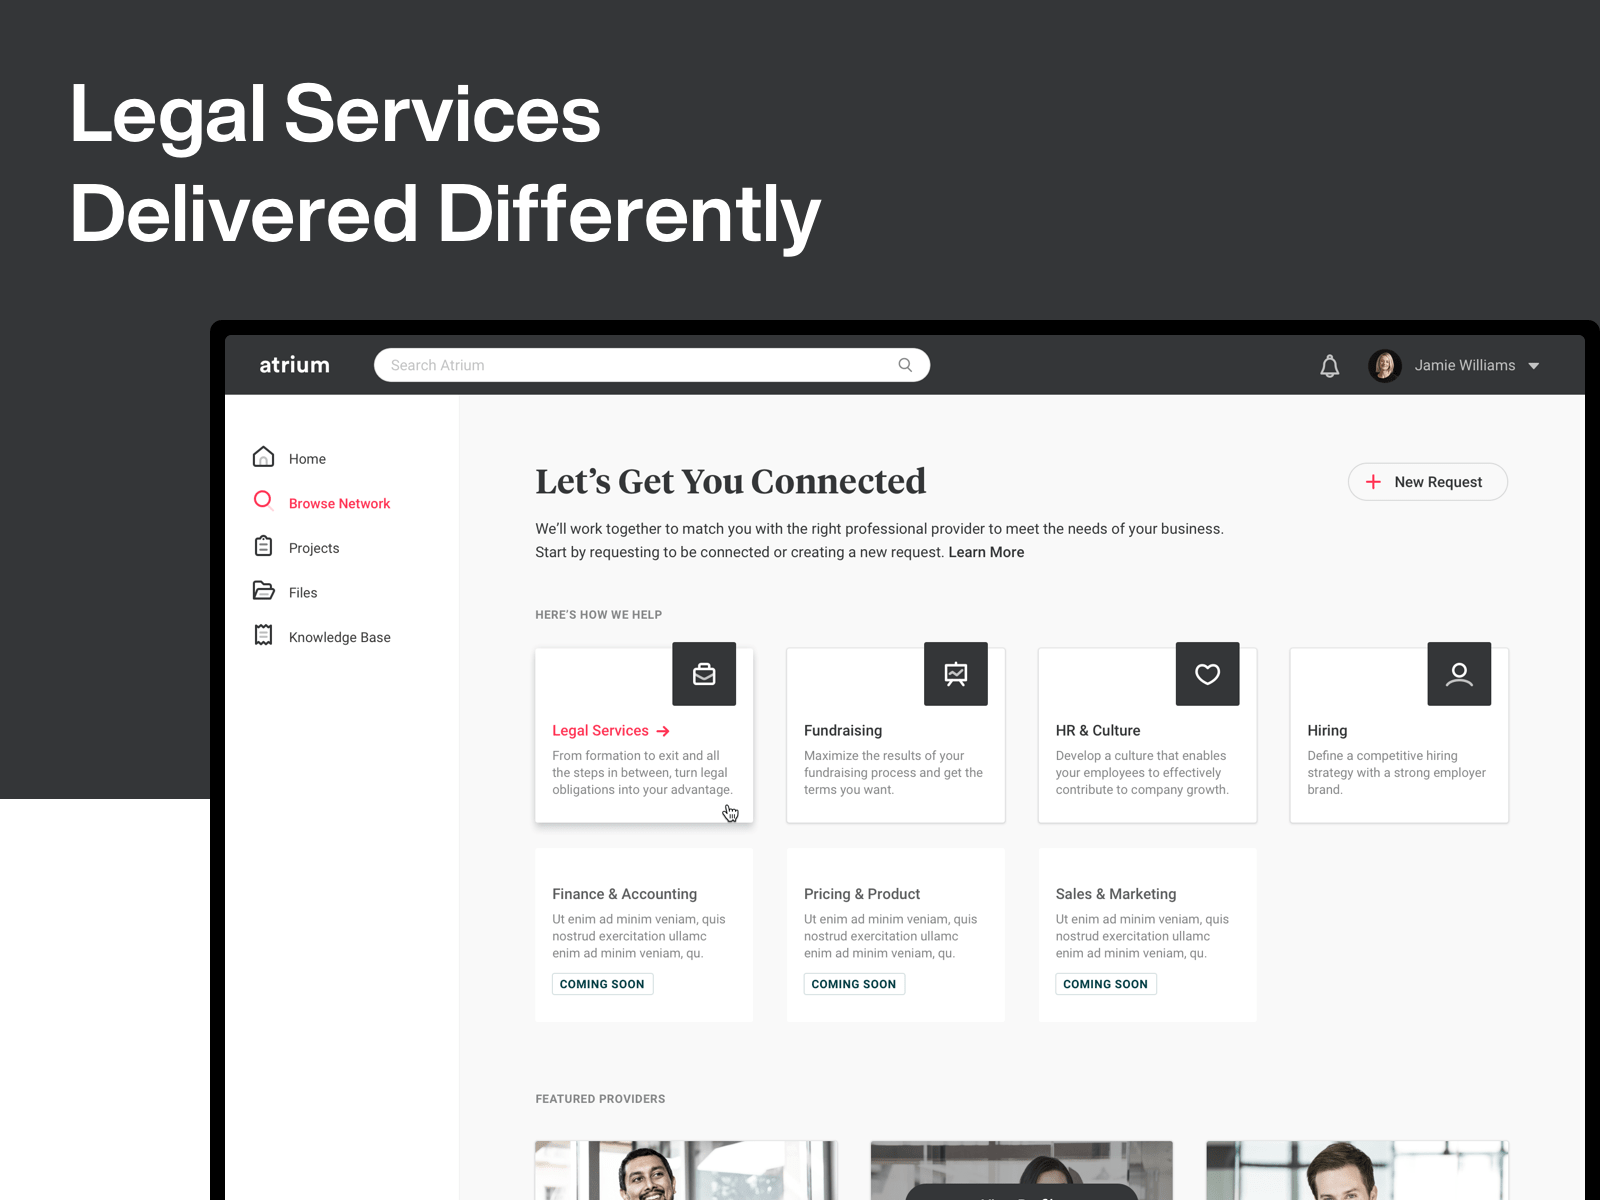 Legal Services
Delivered Differently
atrium
Search Atrium
Jamie Williams
Home
Browse Network
Projects
Files
Knowledge Base
Let’s Get You Connected
New Request
We’ll work together to match you with the right professional provider to meet the needs of your business.
Start by requesting to be connected or creating a new request. Learn More
HERE’S HOW WE HELP
Legal Services
From formation to exit and all
the steps in between, turn legal
obligations into your advantage.
Fundraising
Maximize the results of your
fundraising process and get the
terms you want.
HR & Culture
Develop a culture that enables
your employees to effectively
contribute to company growth.
Hiring
Define a competitive hiring
strategy with a strong employer
brand.
Finance & Accounting
Ut enim ad minim veniam, quis
nostrud exercitation ullamc
enim ad minim veniam, qu.
COMING SOON
Pricing & Product
Ut enim ad minim veniam, quis
nostrud exercitation ullamc
enim ad minim veniam, qu.
COMING SOON
Sales & Marketing
Ut enim ad minim veniam, quis
nostrud exercitation ullamc
enim ad minim veniam, qu.
COMING SOON
FEATURED PROVIDERS